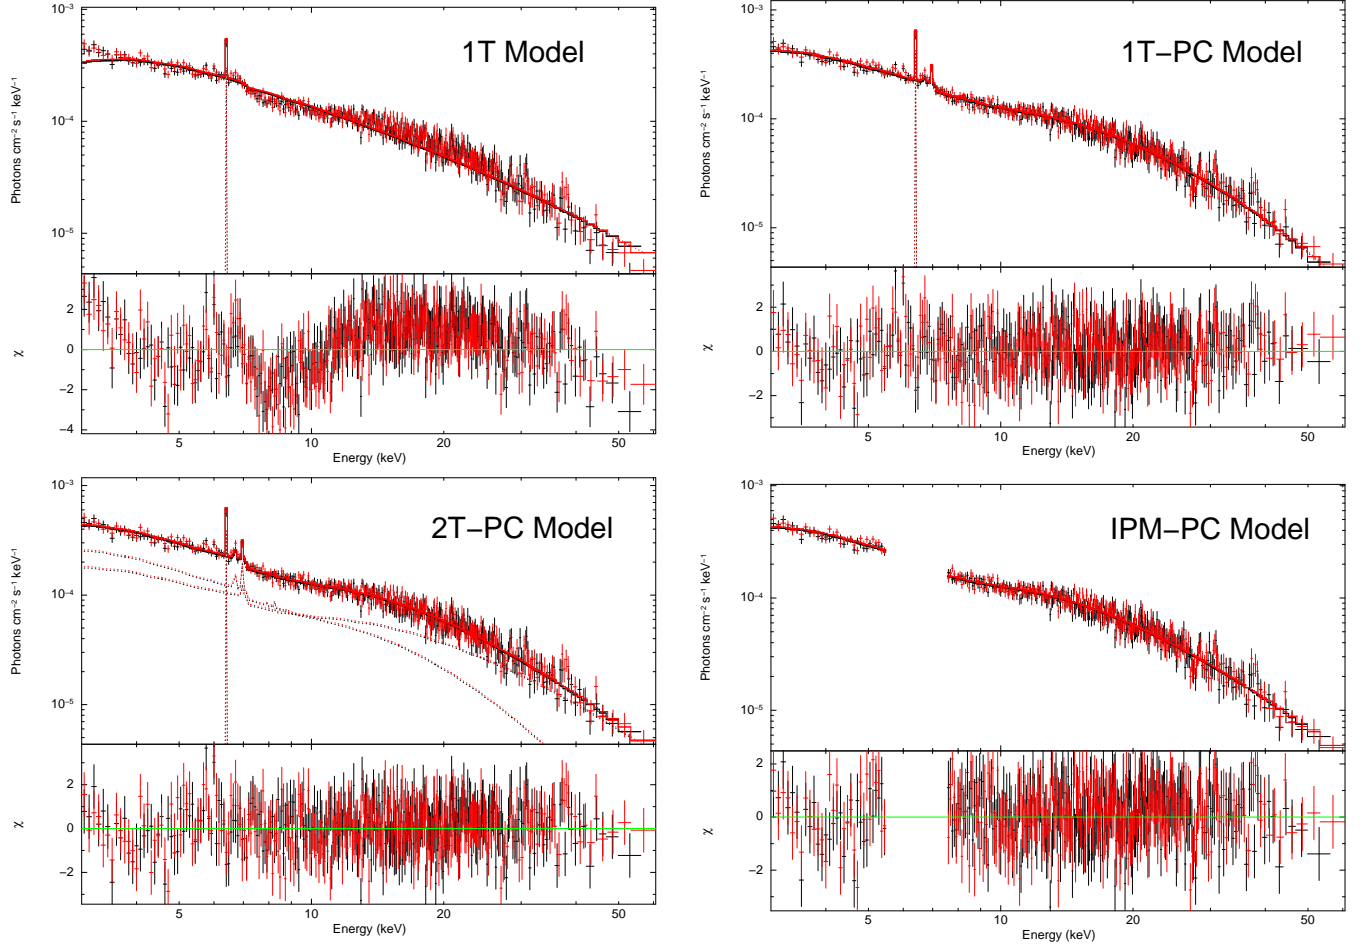 1T Model
10⁻³
10⁻⁴
10⁻⁵
Photons cm⁻² s⁻¹ keV⁻¹
2
0
−2
−4
χ
5 10 20 50
Energy (keV)
1T−PC Model
10⁻³
10⁻⁴
10⁻⁵
Photons cm⁻² s⁻¹ keV⁻¹
2
0
−2
χ
5 10 20 50
Energy (keV)
2T−PC Model
10⁻³
10⁻⁴
10⁻⁵
Photons cm⁻² s⁻¹ keV⁻¹
2
0
−2
χ
5 10 20 50
Energy (keV)
IPM−PC Model
10⁻³
10⁻⁴
10⁻⁵
Photons cm⁻² s⁻¹ keV⁻¹
2
0
−2
χ
5 10 20 50
Energy (keV)